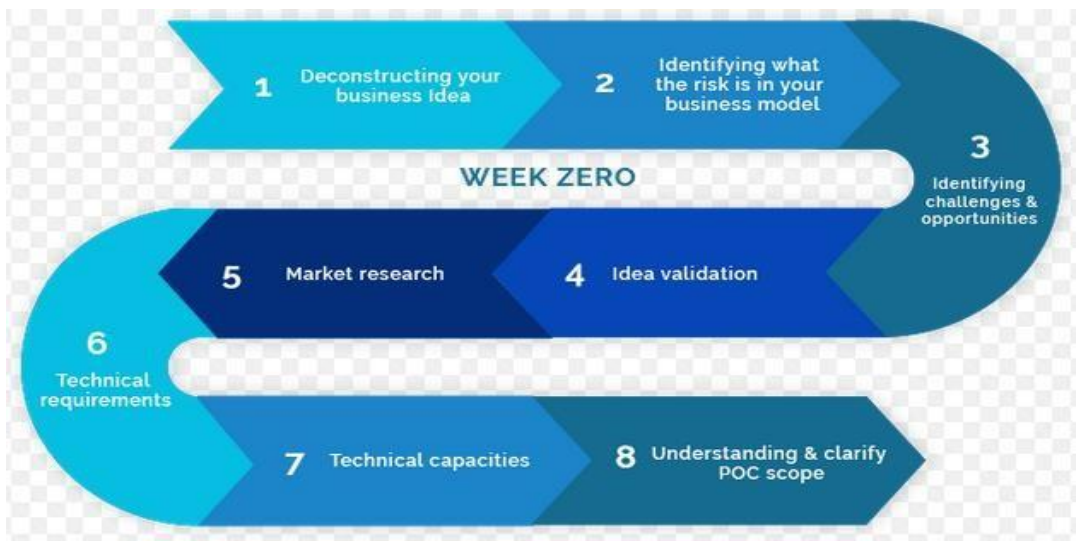 1
Deconstructing your
business Idea
2
Identifying what
the risk is in your
business model
3
Identifying
challenges &
opportunities
WEEK ZERO
4
Idea validation
5
Market research
6
Technical
requirements
7
Technical capacities
8
Understanding & clarify
POC scope